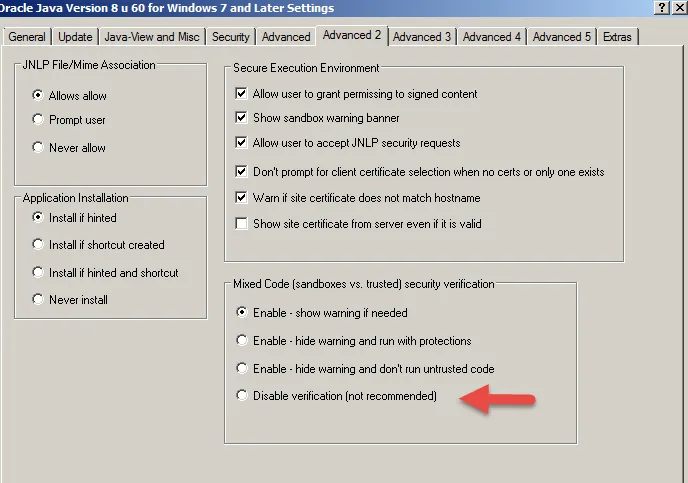 Oracle Java Version 8 u 60 for Windows 7 and Later Settings
General Update Java-View and Misc Security Advanced Advanced 2 Advanced 3 Advanced 4 Advanced 5 Extras
JNLP File/Mime Association
Allows allow
Prompt user
Never allow
Application Installation
Install if hinted
Install if shortcut created
Install if hinted and shortcut
Never install
Secure Execution Environment
Allow user to grant permissing to signed content
Show sandbox warning banner
Allow user to accept JNLP security requests
Don't prompt for client certificate selection when no certs or only one exists
Warn if site certificate does not match hostname
Show site certificate from server even if it is valid
Mixed Code (sandboxes vs. trusted) security verification
Enable - show warning if needed
Enable - hide warning and run with protections
Enable - hide warning and don't run untrusted code
Disable verification (not recommended)